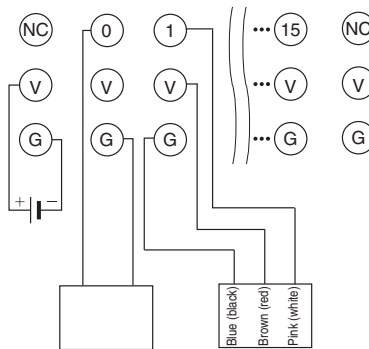 NC 0 1 ••• 15 NC
V V V ••• V V
G G G ••• G G
+ −
Blue (black)
Brown (red)
Pink (white)